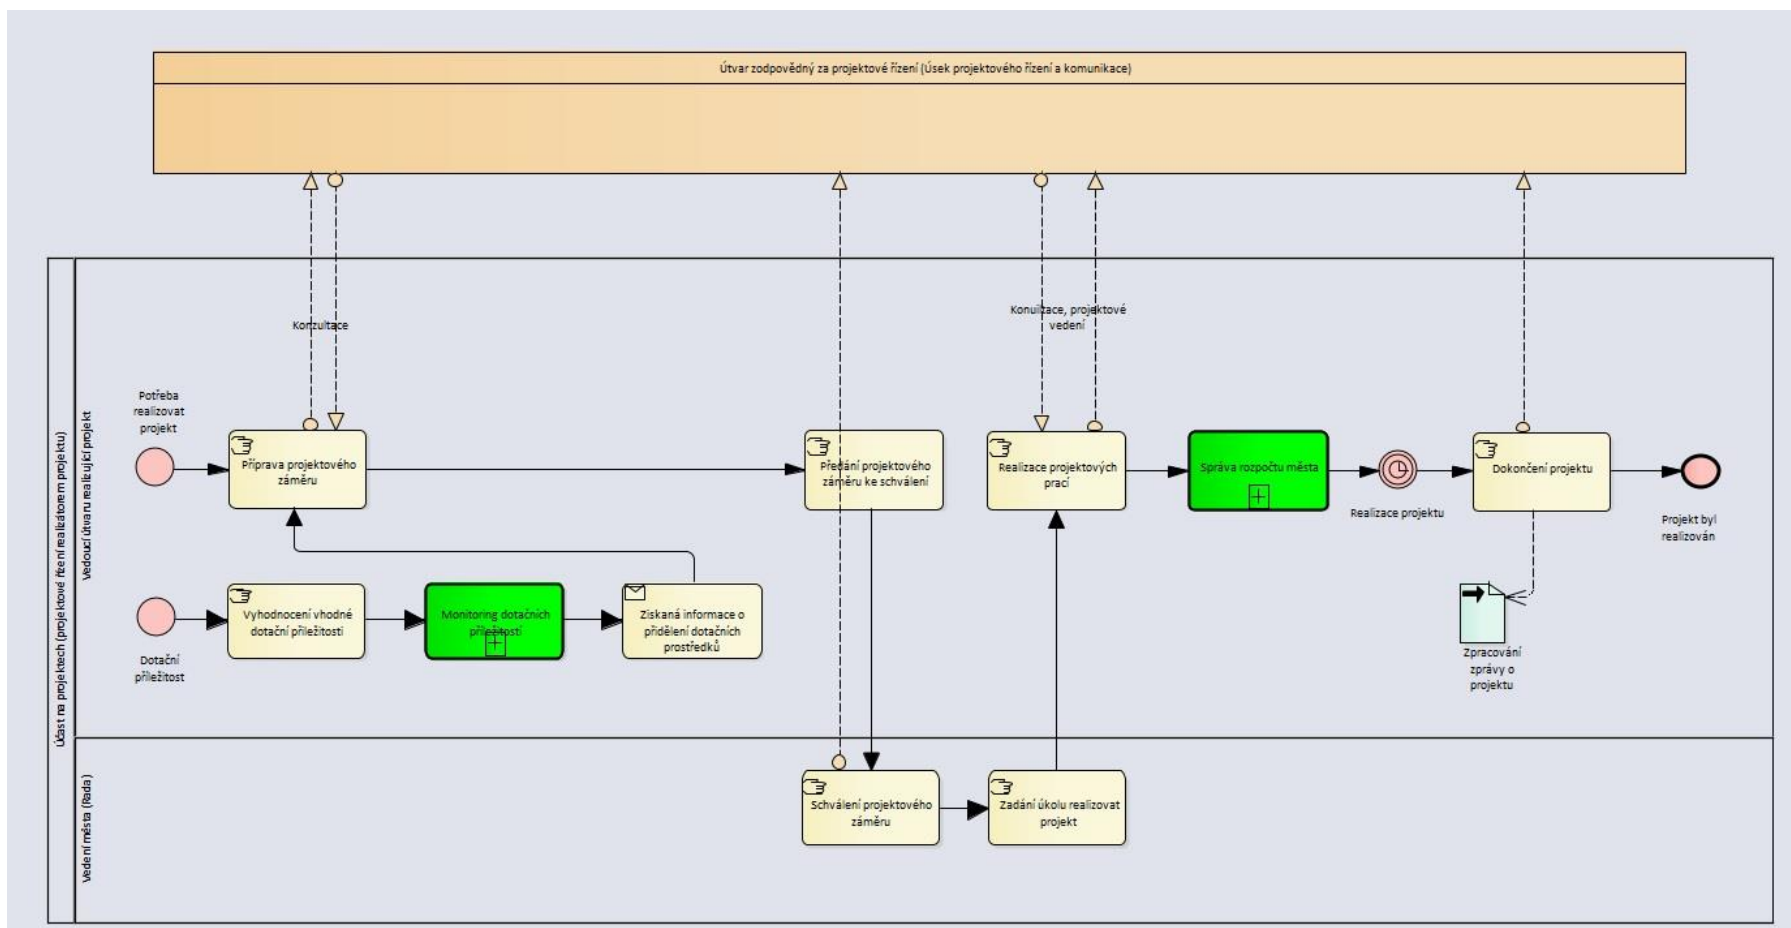 Útvar zodpovědný za projektové řízení (Úsek projektového řízení a komunikace)
Účast na projektech (projektové řízení realizátorem projektu)
Vedoucí útvaru realizující projekt
Konzultace
Konulzace, projektové
vedení
Potřeba
realizovat
projekt
Příprava projektového
záměru
Předání projektového
záměru ke schválení
Realizace projektových
prací
Správa rozpočtu města
Realizace projektu
Dokončení projektu
Projekt byl
realizován
Dotační
příležitost
Vyhodnocení vhodné
dotační příležitosti
Monitoring dotačních
příležitostí
Získaná informace o
přidělení dotačních
prostředků
Zpracování
zprávy o
projektu
Vedení města (Rada)
Schválení projektového
záměru
Zadání úkolu realizovat
projekt